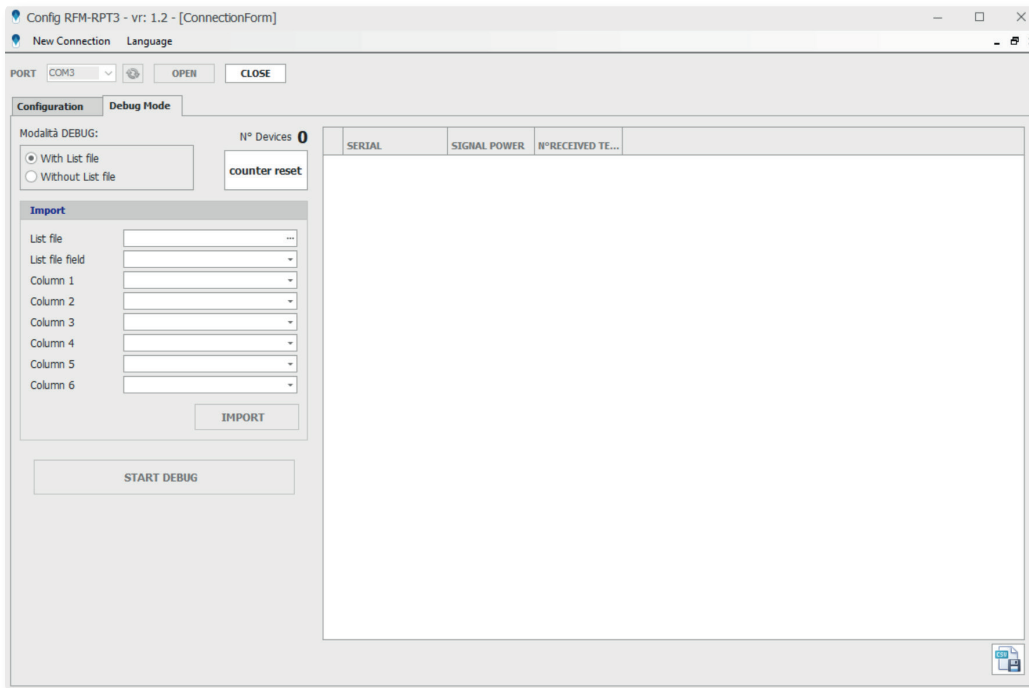 Config RFM-RPT3 - vr: 1.2 - [ConnectionForm]
New Connection Language
PORT COM3 OPEN CLOSE
Configuration Debug Mode
Modalità DEBUG:
N° Devices 0
With List file
Without List file
counter reset
Import
List file ...
List file field
Column 1
Column 2
Column 3
Column 4
Column 5
Column 6
IMPORT
START DEBUG
SERIAL SIGNAL POWER N°RECEIVED TE...